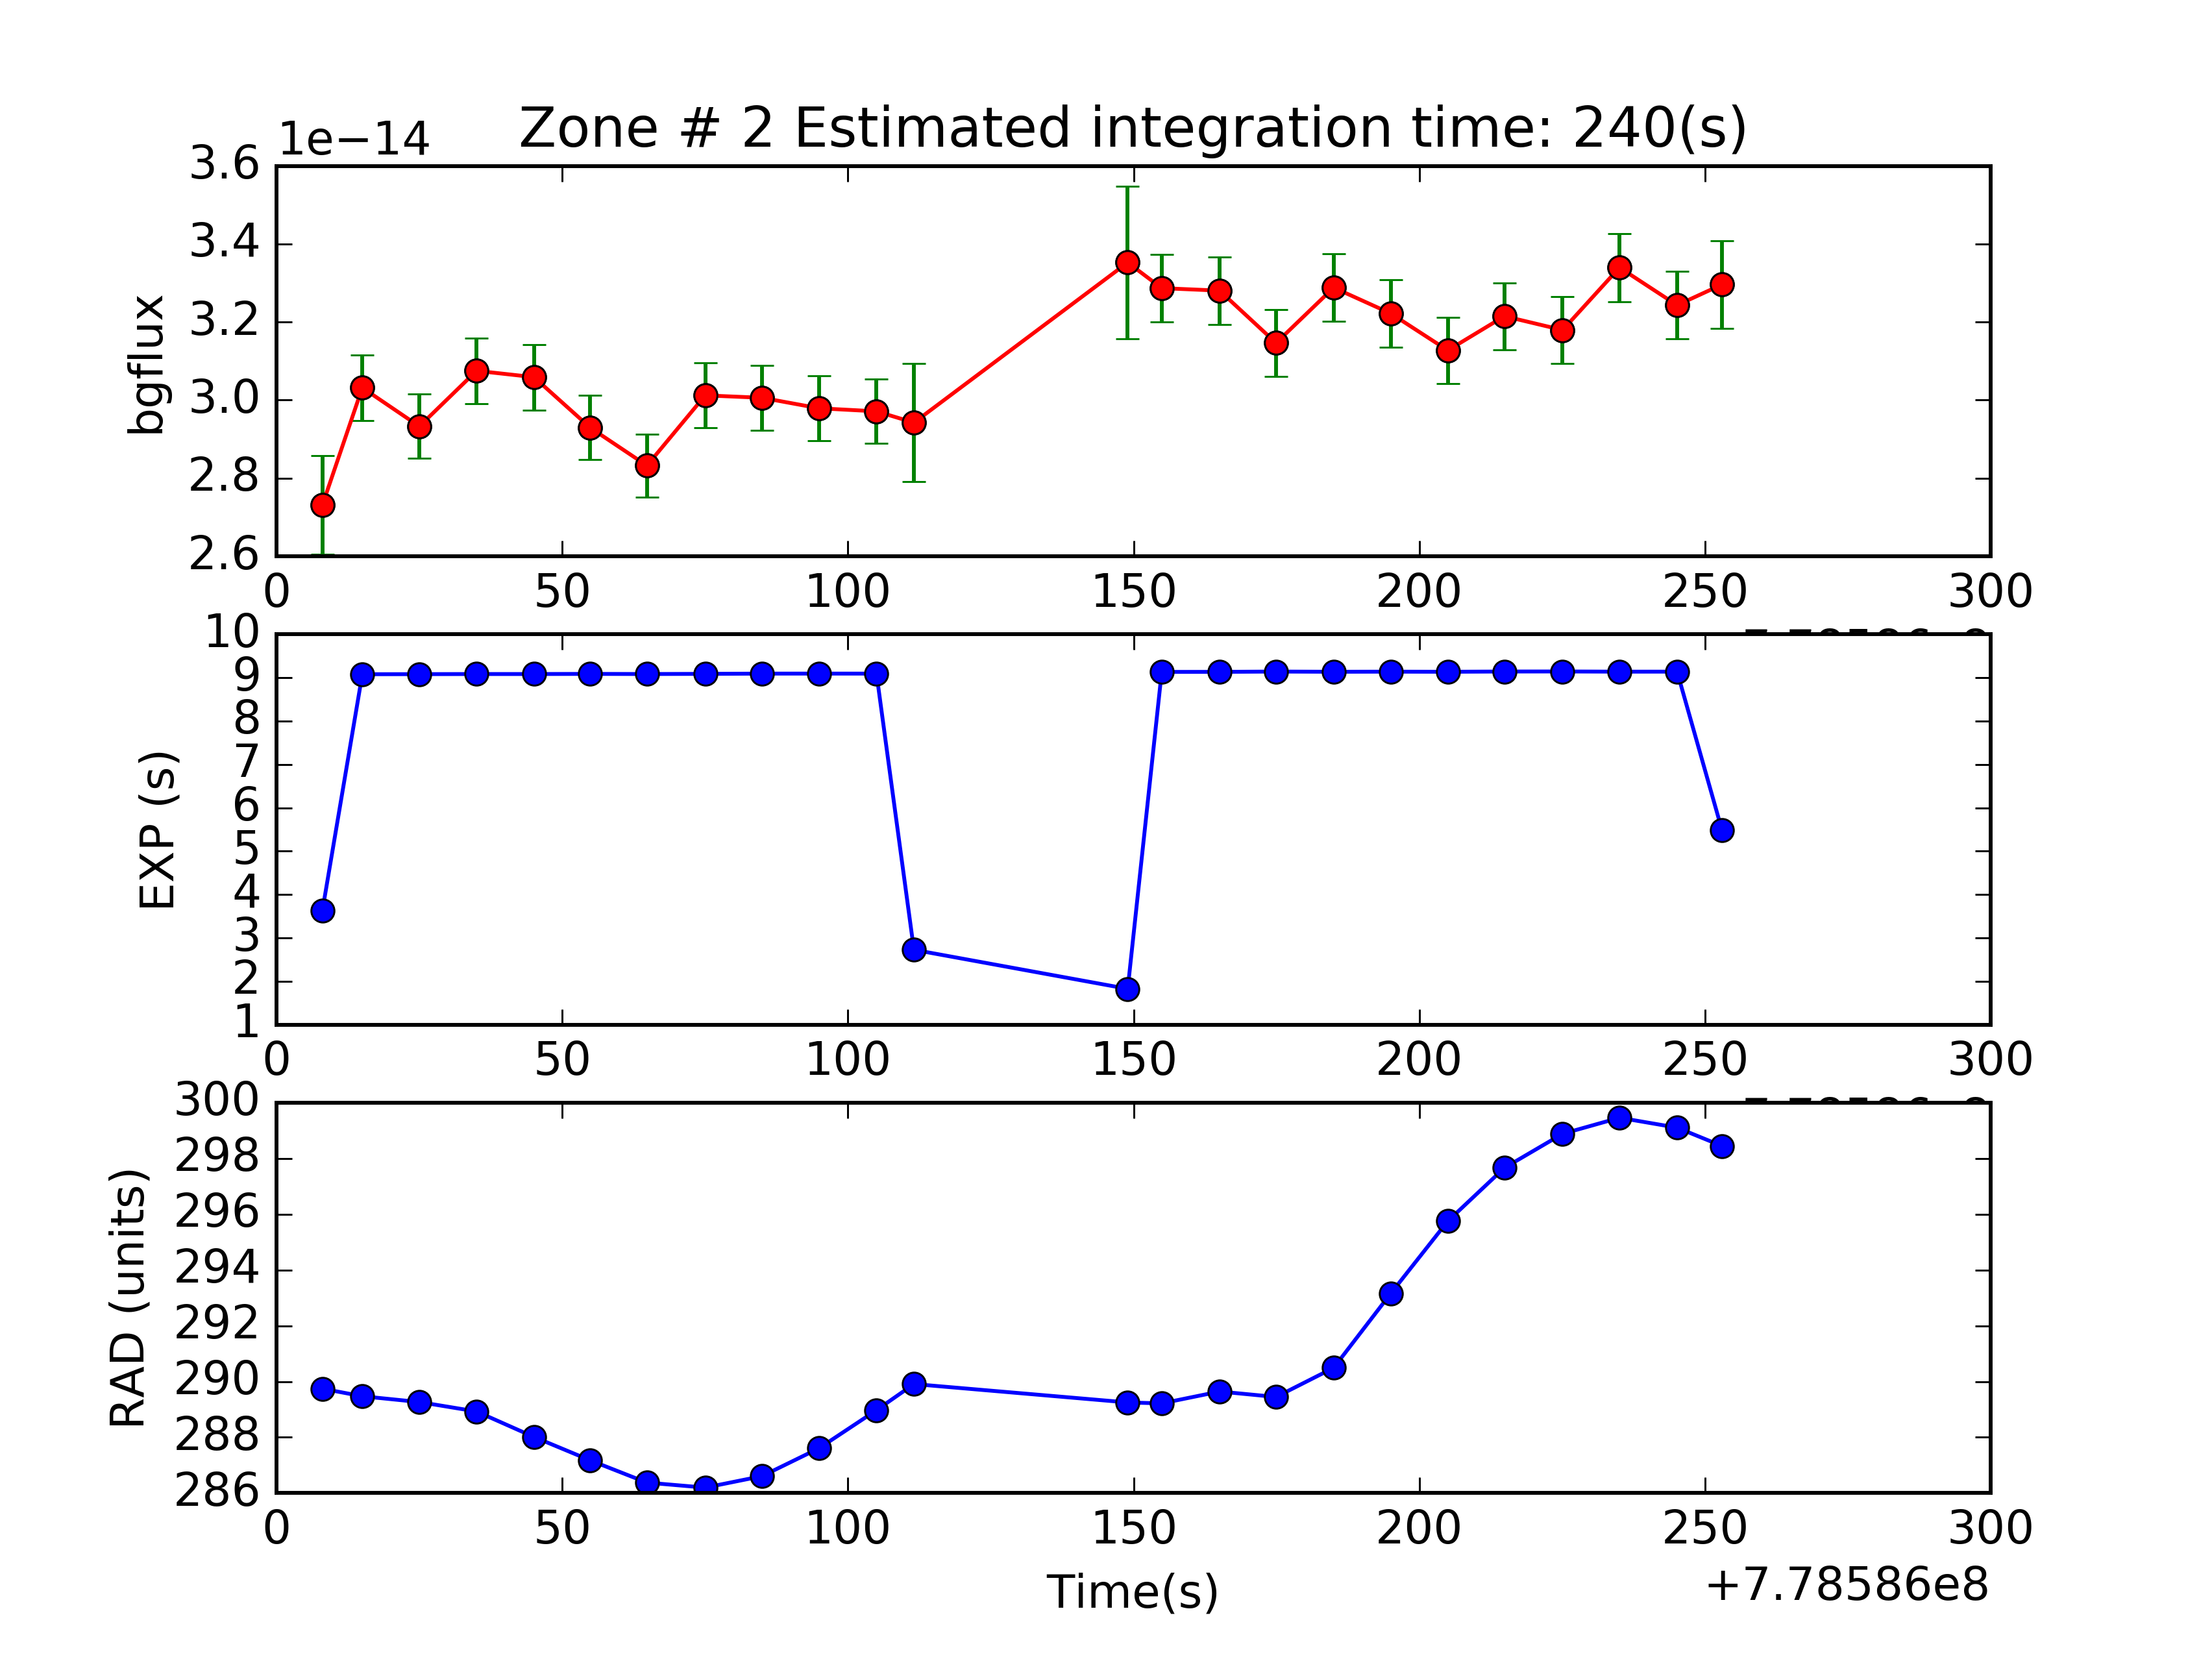 1e−14
Zone # 2 Estimated integration time: 240(s)
3.6
3.4
3.2
3.0
2.8
2.6
bgflux
0 50 100 150 200 250 300
10
9
8
7
6
5
4
3
2
1
EXP (s)
0 50 100 150 200 250 300
300
298
296
294
292
290
288
286
RAD (units)
0 50 100 150 200 250 300
Time(s)
+7.78586e8